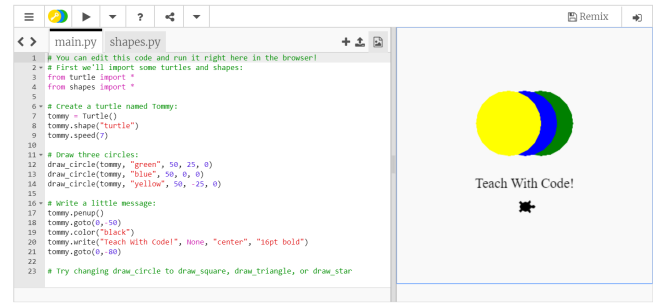 ? Remix
main.py shapes.py
1 # You can edit this code and run it right here in the browser!
2 # First we'll import some turtles and shapes:
3 from turtle import *
4 from shapes import *
5
6 # Create a turtle named Tommy:
7 tommy = Turtle()
8 tommy.shape("turtle")
9 tommy.speed(7)
10
11 # Draw three circles:
12 draw_circle(tommy, "green", 50, 25, 0)
13 draw_circle(tommy, "blue", 50, 0, 0)
14 draw_circle(tommy, "yellow", 50, -25, 0)
15
16 # Write a little message:
17 tommy.penup()
18 tommy.goto(0,-50)
19 tommy.color("black")
20 tommy.write("Teach With Code!", None, "center", "16pt bold")
21 tommy.goto(0,-80)
22
23 # Try changing draw_circle to draw_square, draw_triangle, or draw_star
Teach With Code!